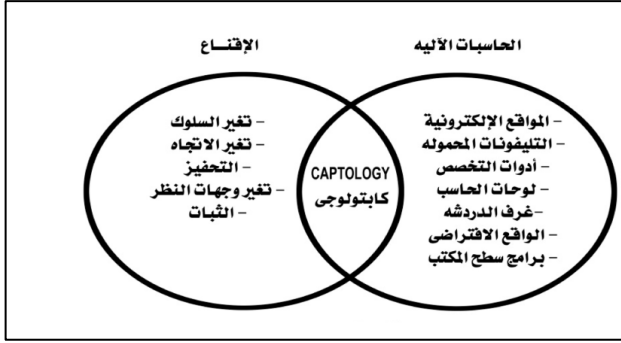 الحاسبات الآليه
الإقنـــاع
– المواقع الإلكترونية
– التليفونات المحموله
– أدوات التخصص
– لوحات الحاسب
–غرف الدردشه
– الواقع الافتراضى
– برامج سطح المكتب
CAPTOLOGY
كابتولوجى
– تغير السلوك
– تغير الاتجاه
– التحفيز
– تغير وجهات النظر
– الثبات